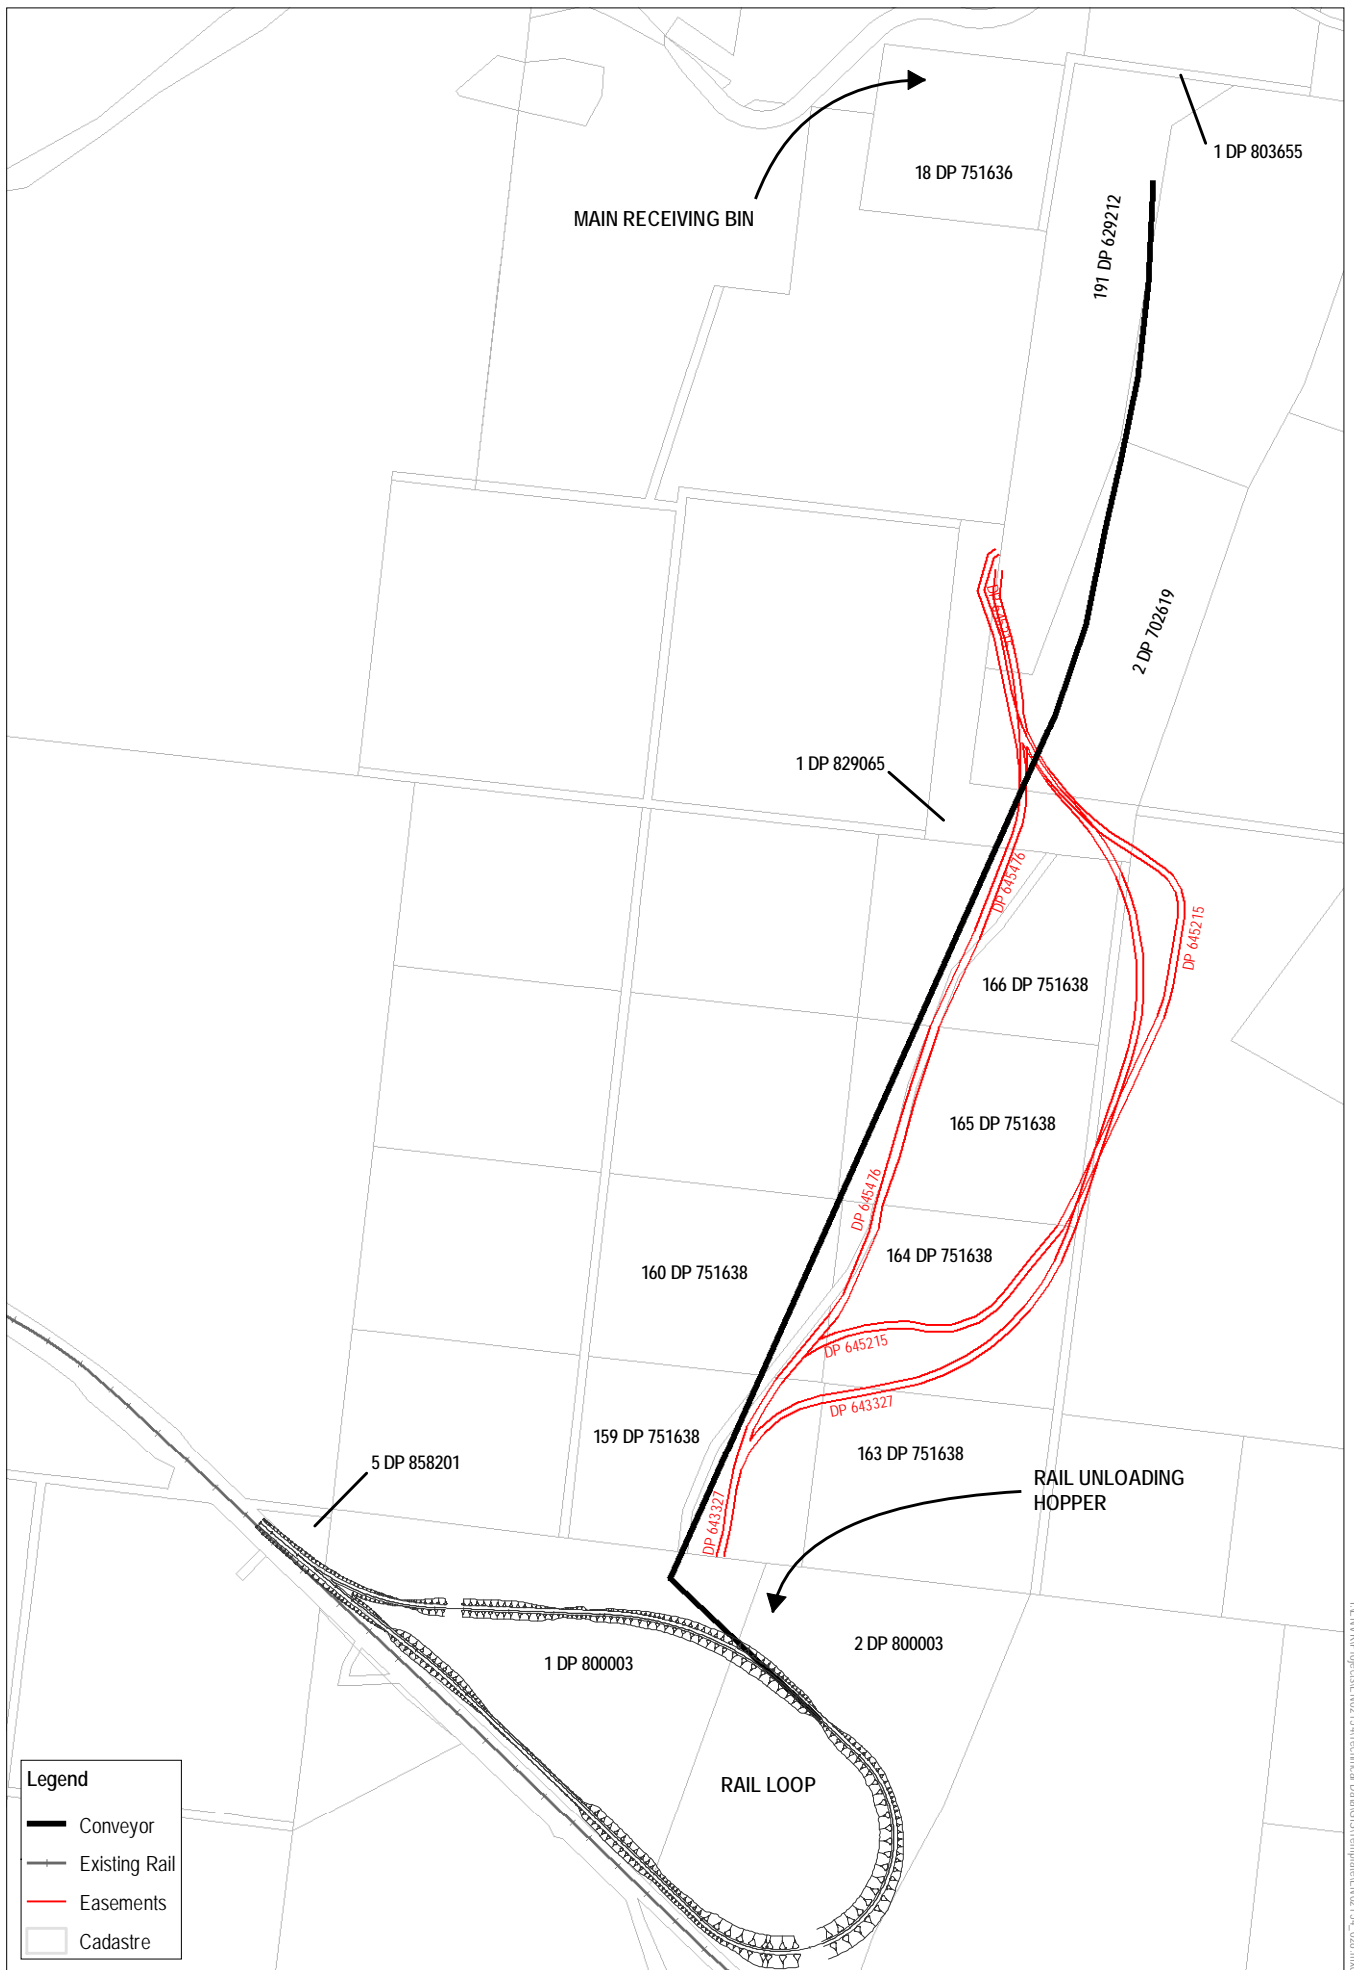 1 DP 803655
18 DP 751636
MAIN RECEIVING BIN
191 DP 629212
2 DP 702619
1 DP 829065
DP 645476
DP 645215
166 DP 751638
165 DP 751638
DP 645476
164 DP 751638
160 DP 751638
DP 645215
DP 643327
159 DP 751638
163 DP 751638
5 DP 858201
RAIL UNLOADING
HOPPER
DP 643327
2 DP 800003
1 DP 800003
RAIL LOOP
Legend
Conveyor
Existing Rail
Easements
Cadastre